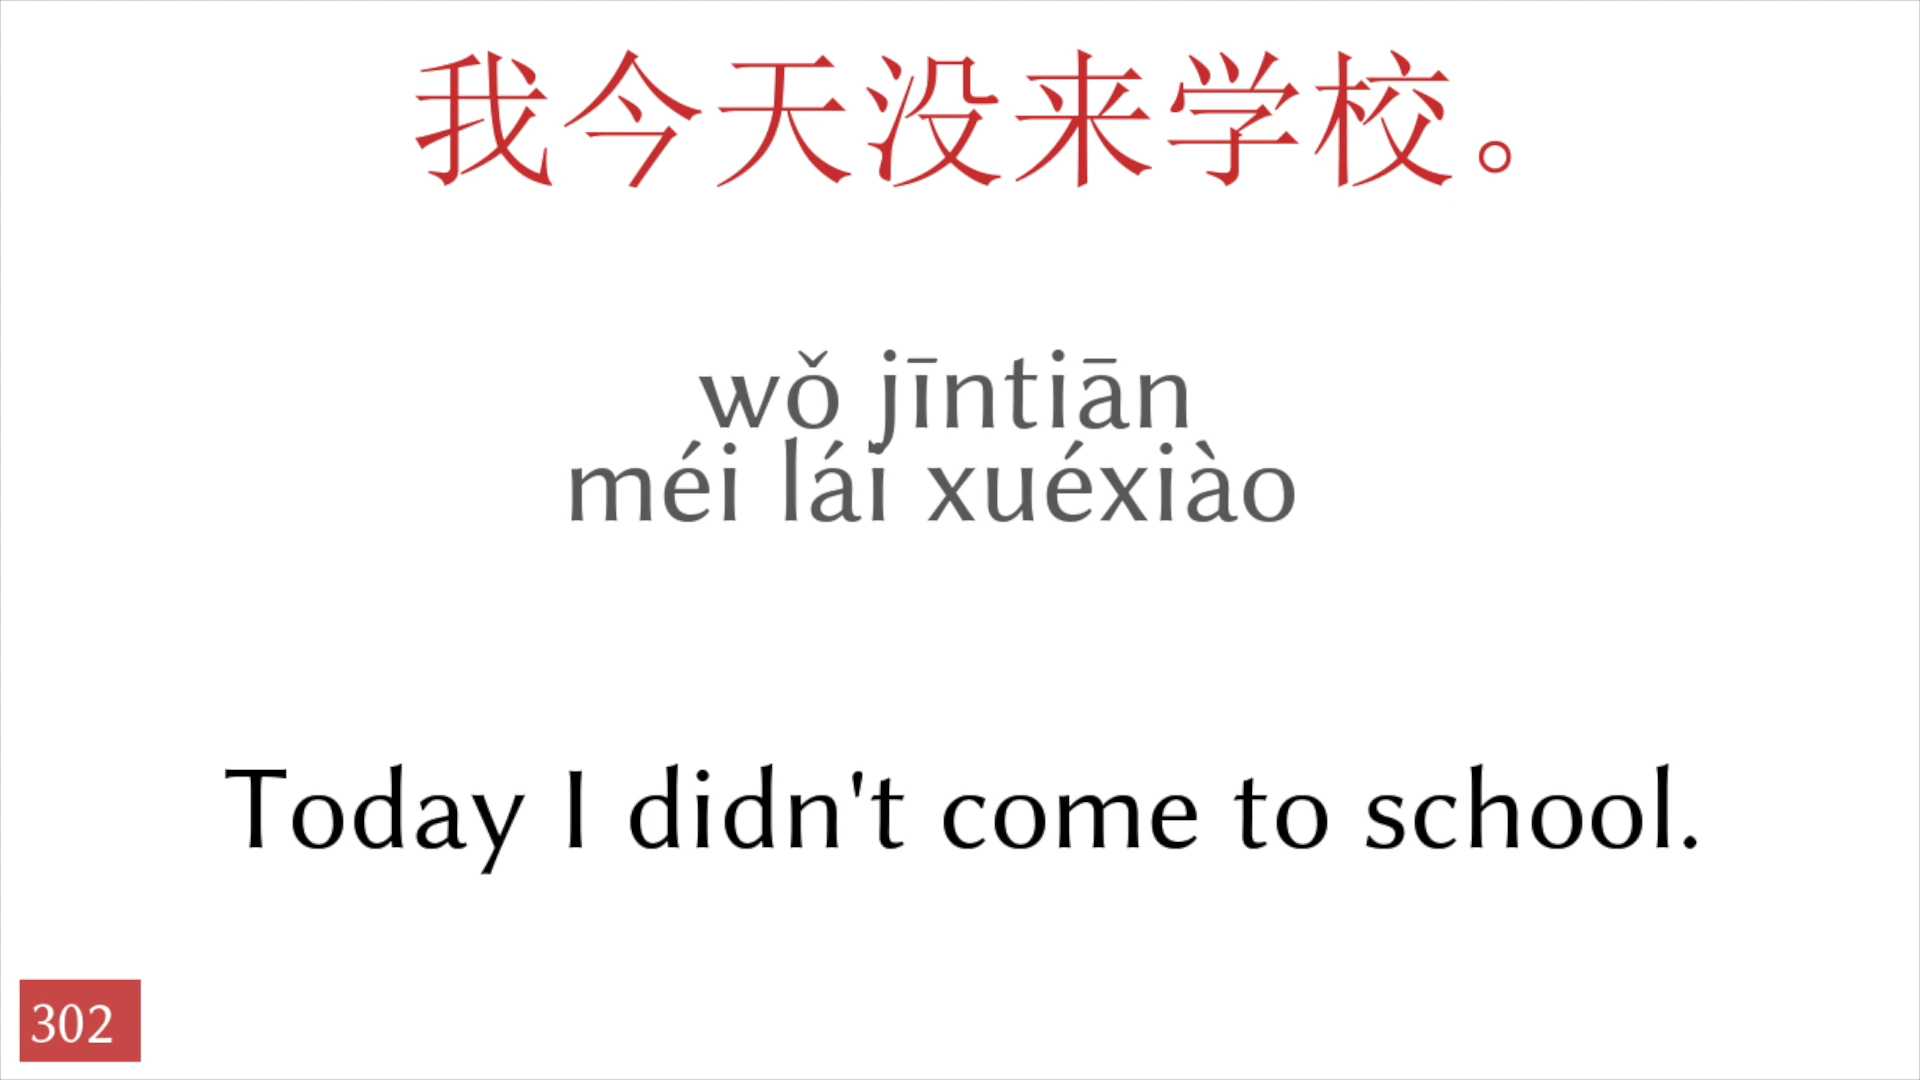 我今天没来学校。
wǒ jīntiān
méi lái xuéxiào
Today I didn't come to school.
302